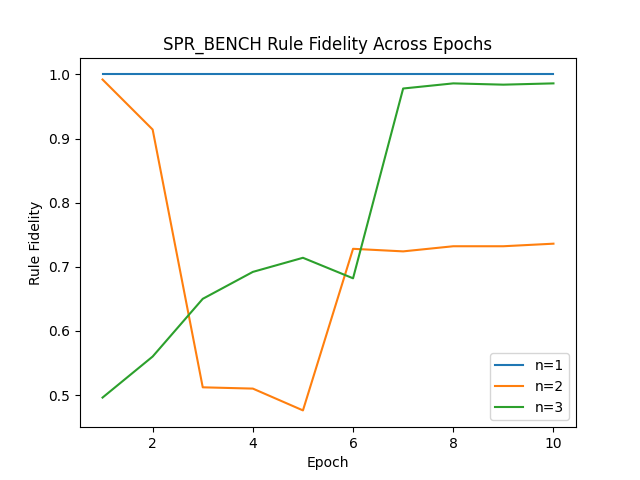 SPR_BENCH Rule Fidelity Across Epochs
1.0
0.9
0.8
0.7
0.6
0.5
Rule Fidelity
2
4
6
8
10
Epoch
n=1
n=2
n=3